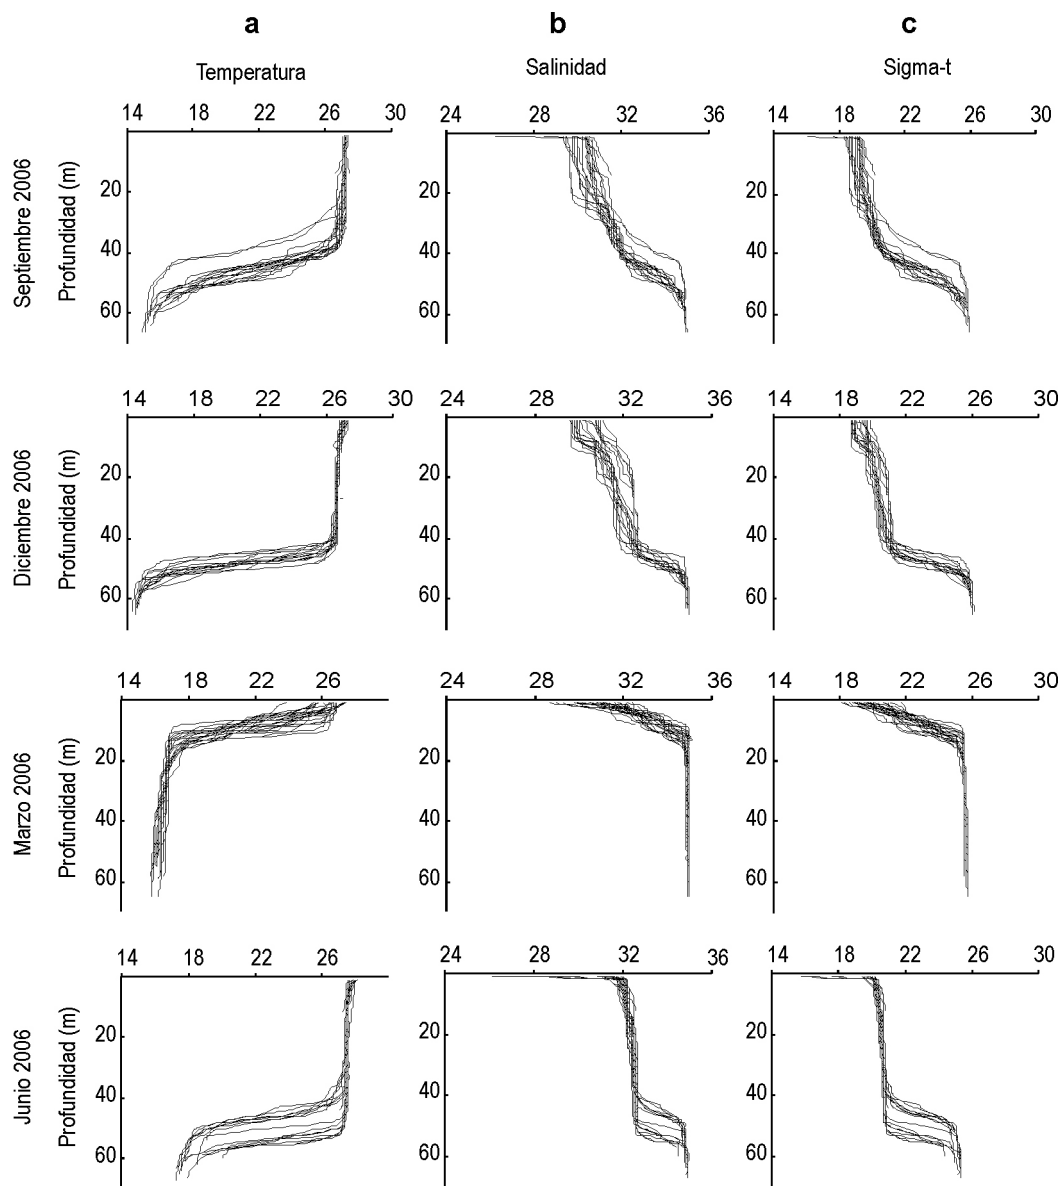 a b c
Temperatura Salinidad Sigma-t
14 18 22 26 30 24 28 32 36 14 18 22 26 30
Septiembre 2006
Profundidad (m)
20 20 20
40 40 40
60 60 60
14 18 22 26 30 24 28 32 36 14 18 22 26 30
Diciembre 2006
Profundidad (m)
20 20 20
40 40 40
60 60 60
14 18 22 26 24 28 32 36 14 18 22 26 30
Marzo 2006
Profundidad (m)
20 20 20
40 40 40
60 60 60
14 18 22 26 24 28 32 36 14 18 22 26 30
Junio 2006
Profundidad (m)
20 20 20
40 40 40
60 60 60